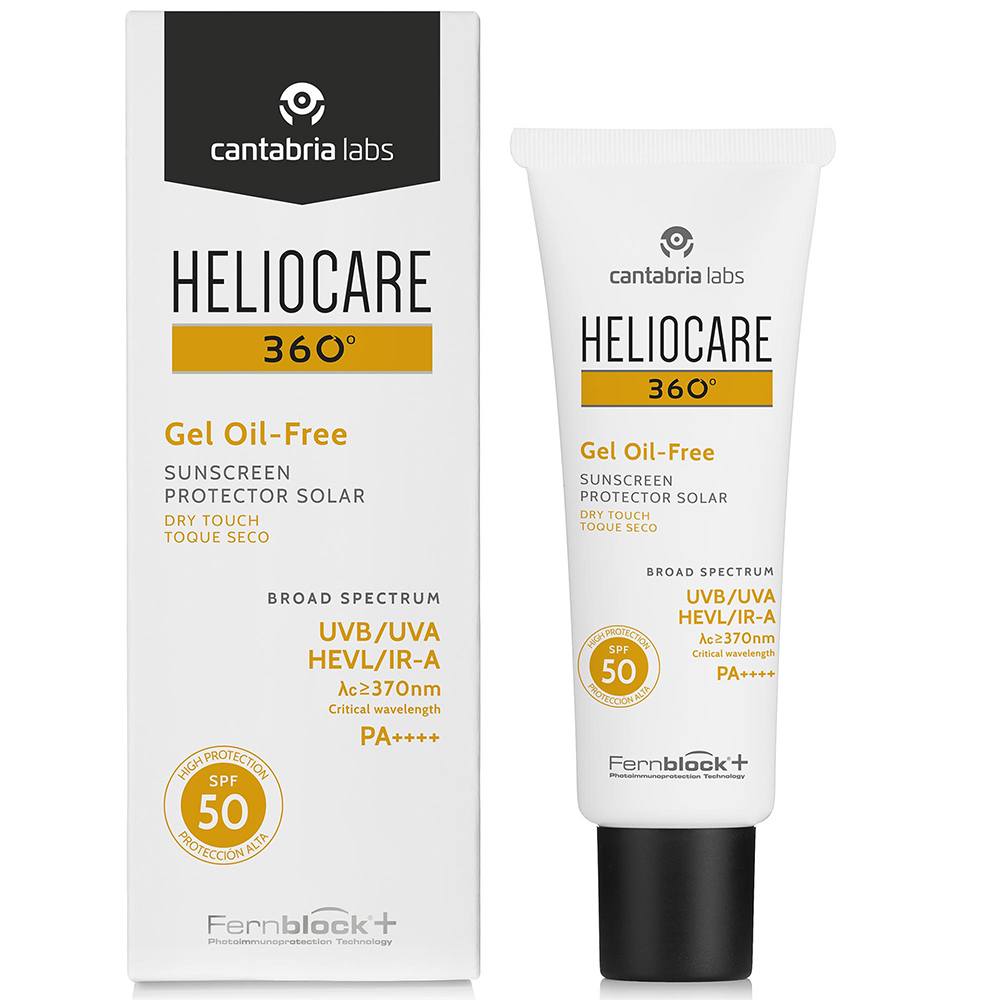 cantabria labs
HELIOCARE
360°
Gel Oil-Free
SUNSCREEN
PROTECTOR SOLAR
DRY TOUCH
TOQUE SECO
BROAD SPECTRUM
UVB/UVA
HEVL/IR-A
λc≥370nm
Critical wavelength
PA++++
HIGH PROTECTION
SPF
50
PROTECCIÓN ALTA
Fernblock®+
Photoimmunoprotection Technology
cantabria labs
HELIOCARE
360°
Gel Oil-Free
SUNSCREEN
PROTECTOR SOLAR
DRY TOUCH
TOQUE SECO
BROAD SPECTRUM
UVB/UVA
HEVL/IR-A
λc≥370nm
Critical wavelength
PA++++
HIGH PROTECTION
SPF
50
PROTECCIÓN ALTA
Fernblock®+
Photoimmunoprotection Technology